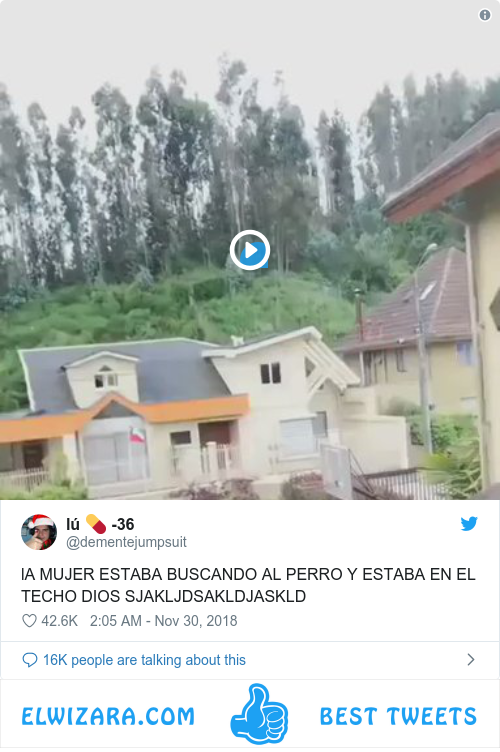 lú 💊 -36
@dementejumpsuit
lA MUJER ESTABA BUSCANDO AL PERRO Y ESTABA EN EL
TECHO DIOS SJAKLJDSAKLDJASKLD
42.6K 2:05 AM - Nov 30, 2018
16K people are talking about this
ELWIZARA.COM BEST TWEETS